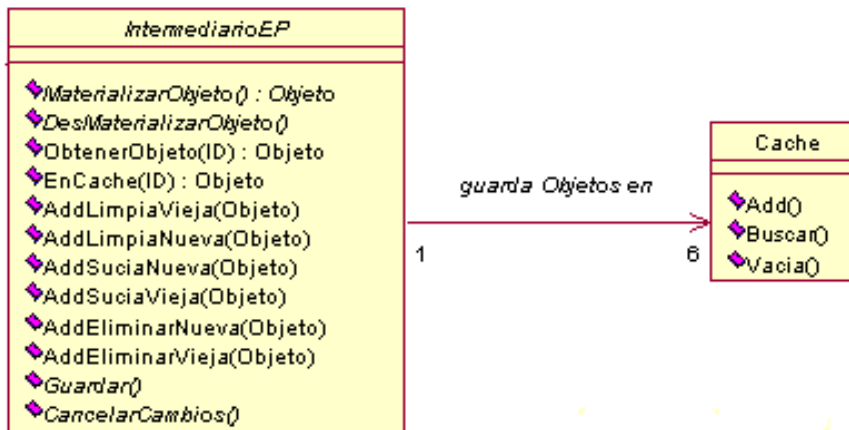 IntermediarioEP
MaterializarObjeto() : Objeto
DesMaterializarObjeto()
ObtenerObjeto(ID) : Objeto
EnCache(ID) : Objeto
AddLimpiaVieja(Objeto)
AddLimpiaNueva(Objeto)
AddSuciaNueva(Objeto)
AddSuciaVieja(Objeto)
AddEliminarNueva(Objeto)
AddEliminarVieja(Objeto)
Guardar()
CancelarCambios()
guarda Objetos en
1
6
Cache
Add()
Buscar()
Vacia()